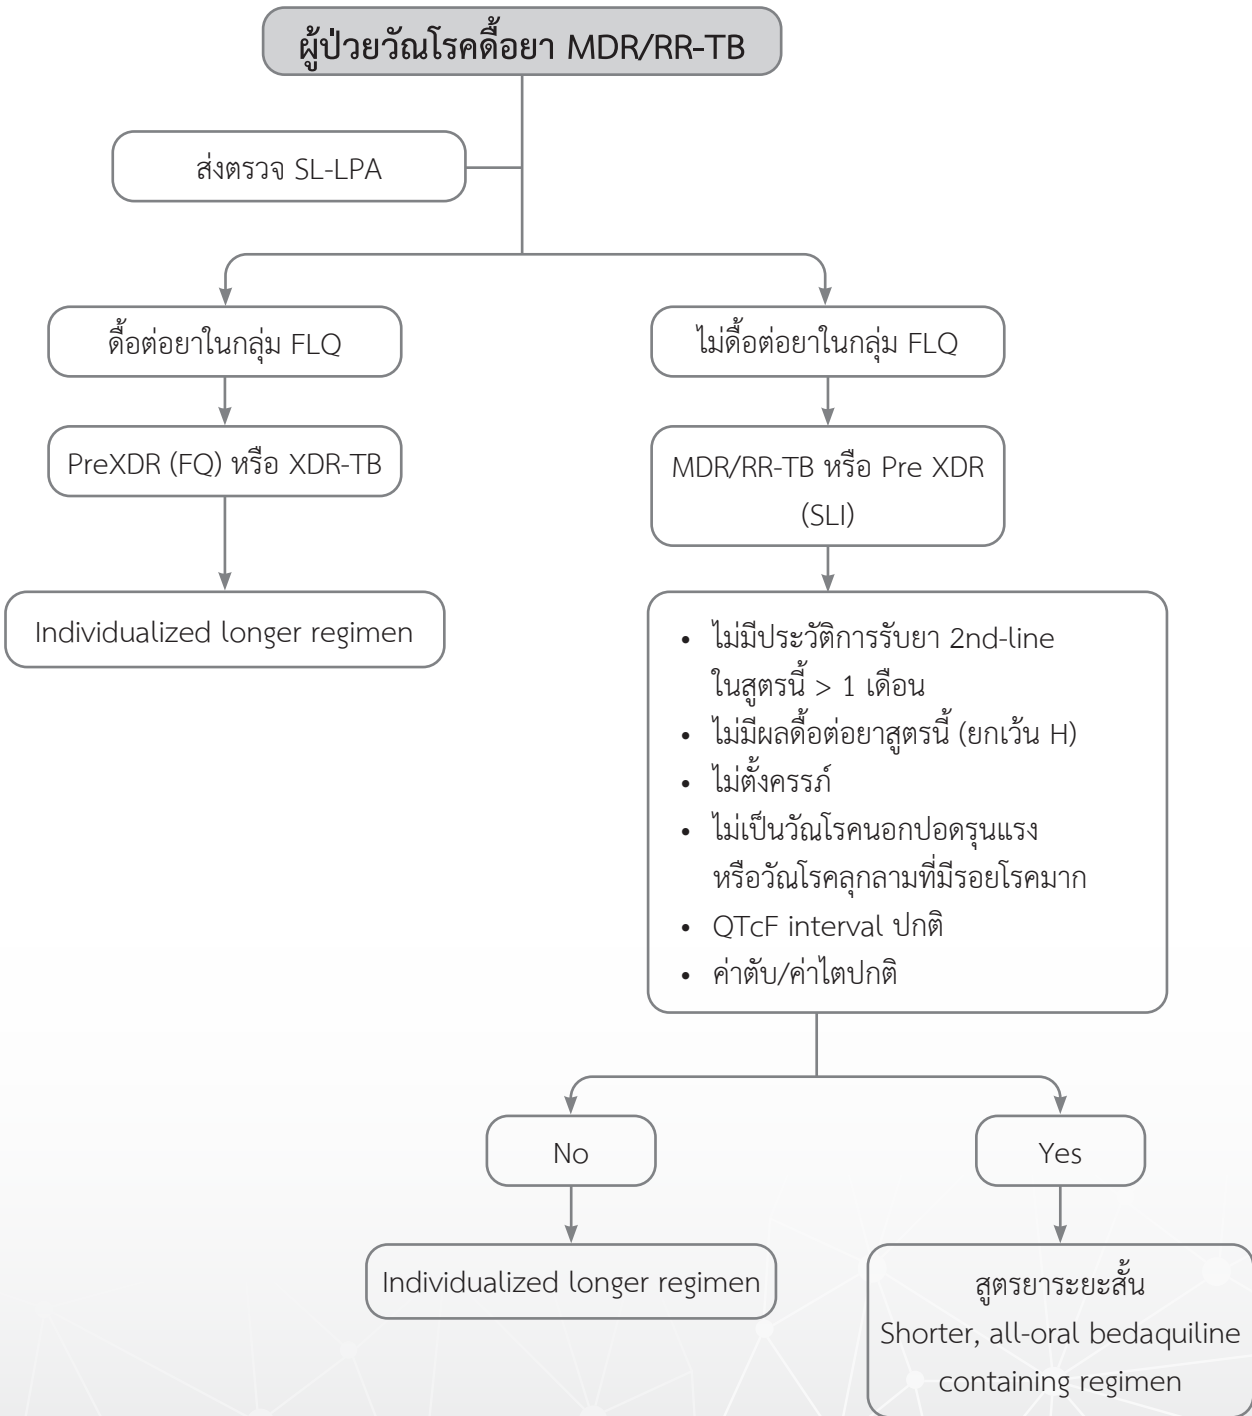 ผู้ป่วยวัณโรคดื้อยา MDR/RR-TB
ส่งตรวจ SL-LPA
ดื้อต่อยาในกลุ่ม FLQ
ไม่ดื้อต่อยาในกลุ่ม FLQ
PreXDR (FQ) หรือ XDR-TB
MDR/RR-TB หรือ Pre XDR
(SLI)
Individualized longer regimen
• ไม่มีประวัติการรับยา 2nd-line
ในสูตรนี้ > 1 เดือน
• ไม่มีผลดื้อต่อยาสูตรนี้ (ยกเว้น H)
• ไม่ตั้งครรภ์
• ไม่เป็นวัณโรคนอกปอดรุนแรง
หรือวัณโรคลุกลามที่มีรอยโรคมาก
• QTcF interval ปกติ
• ค่าตับ/ค่าไตปกติ
No
Yes
Individualized longer regimen
สูตรยาระยะสั้น
Shorter, all-oral bedaquiline
containing regimen